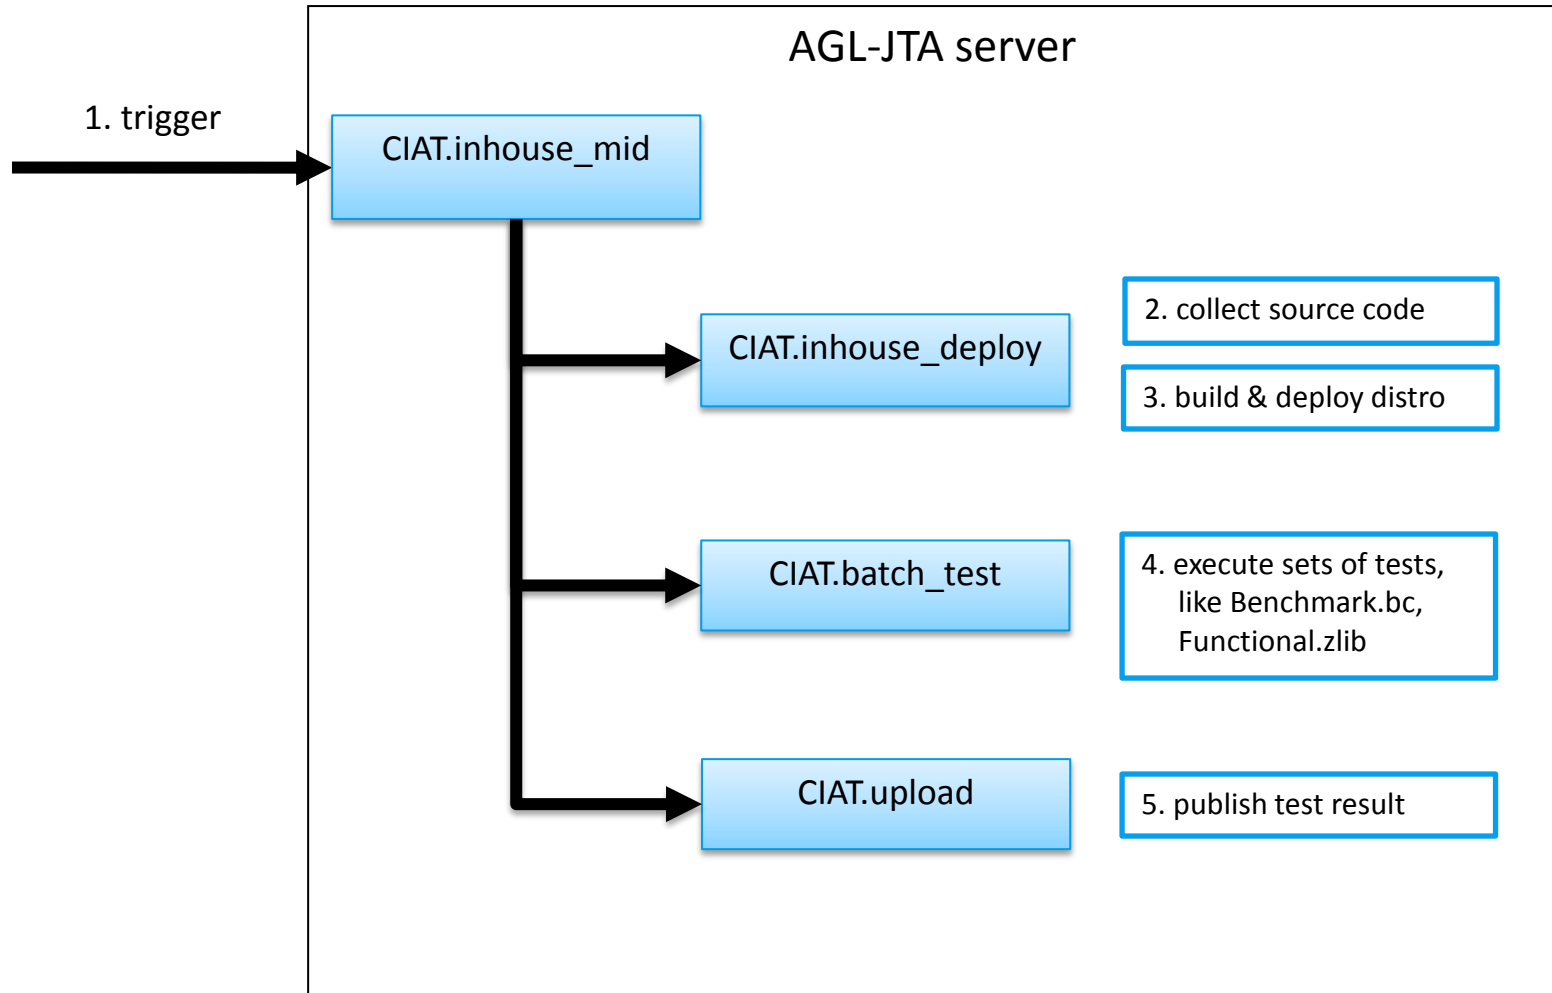 AGL-JTA server
1. trigger
CIAT.inhouse_mid
CIAT.inhouse_deploy
2. collect source code
3. build & deploy distro
CIAT.batch_test
4. execute sets of tests,
like Benchmark.bc,
Functional.zlib
CIAT.upload
5. publish test result